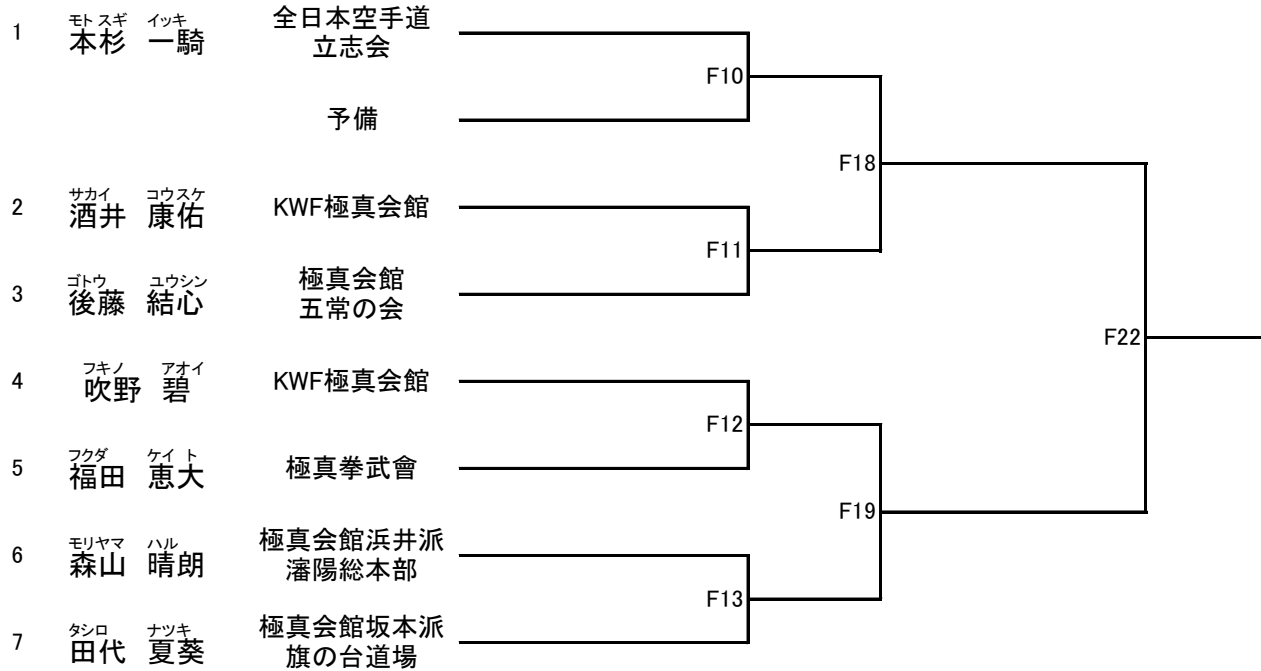 モトスギ イッキ
1 本杉 一騎 全日本空手道
立志会
F10
予備
F18
サカイ コウスケ
2 酒井 康佑 KWF極真会館
F11
ゴトウ ユウシン
3 後藤 結心 極真会館
五常の会
F22
フキノ アオイ
4 吹野 碧 KWF極真会館
F12
フクダ ケイト
5 福田 恵大 極真拳武會
F19
モリヤマ ハル
6 森山 晴朗 極真会館浜井派
瀋陽総本部
F13
タシロ ナツキ
7 田代 夏葵 極真会館坂本派
旗の台道場